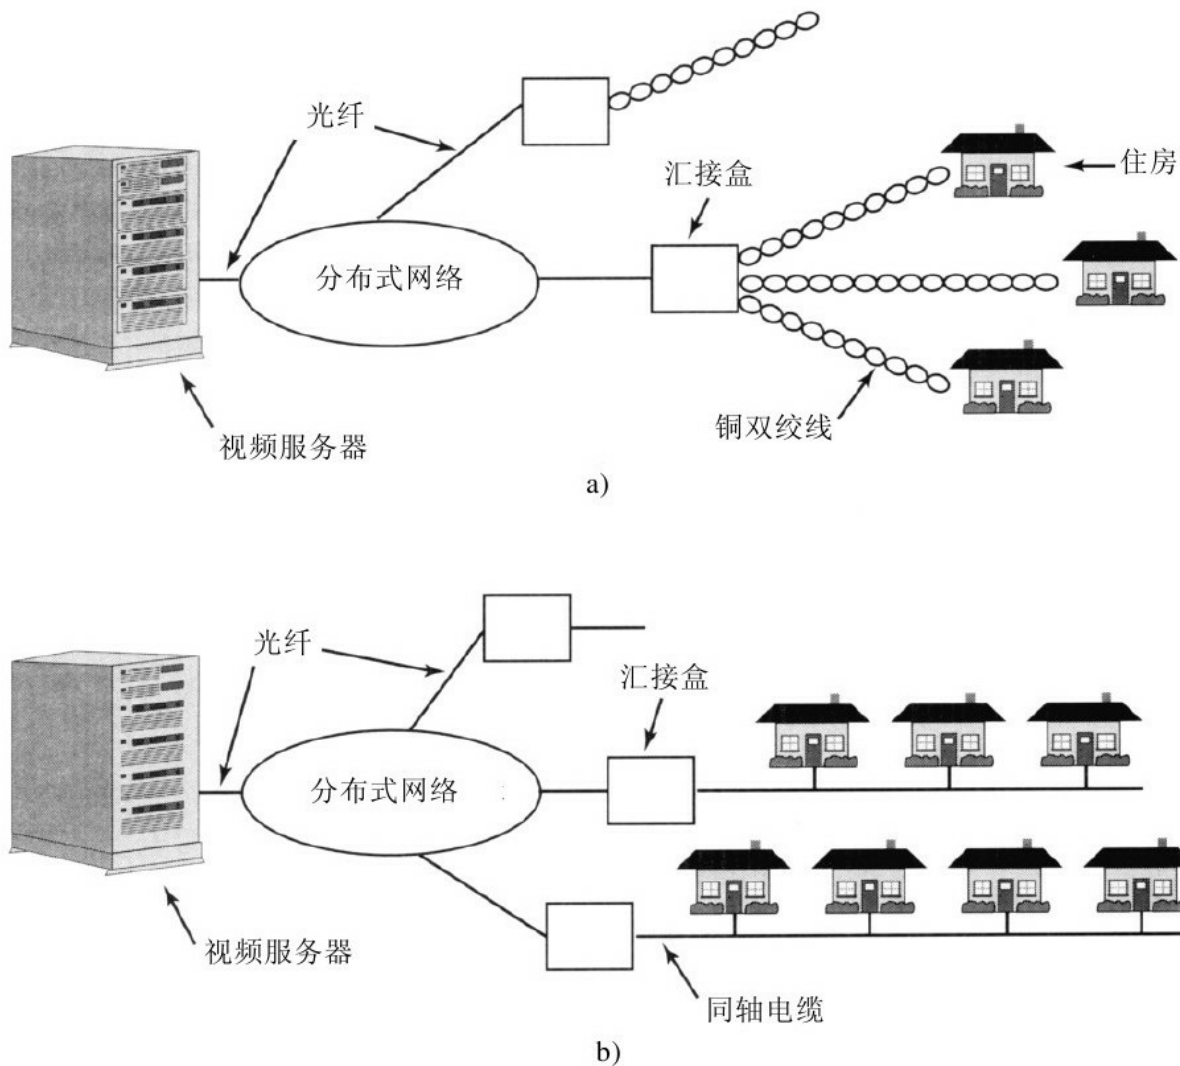 光纤
汇接盒
住房
分布式网络
铜双绞线
视频服务器
a)
光纤
汇接盒
分布式网络
视频服务器
同轴电缆
b)